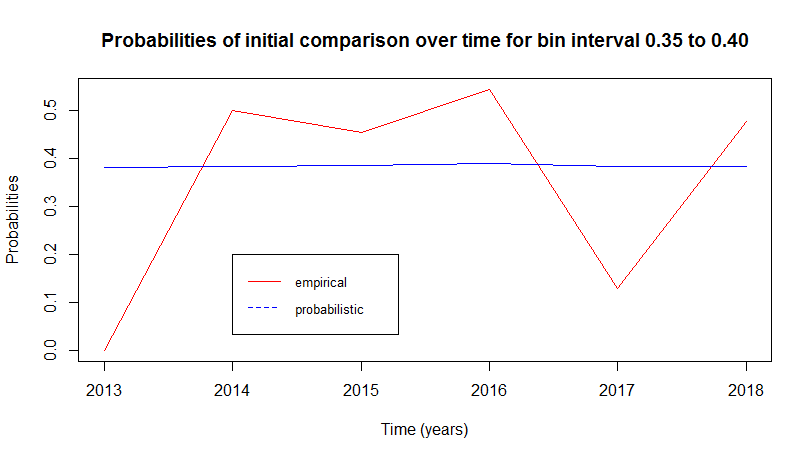 Probabilities of initial comparison over time for bin interval 0.35 to 0.40
Probabilities
0.5
0.4
0.3
0.2
0.1
0.0
empirical
probabilistic
2013 2014 2015 2016 2017 2018
Time (years)